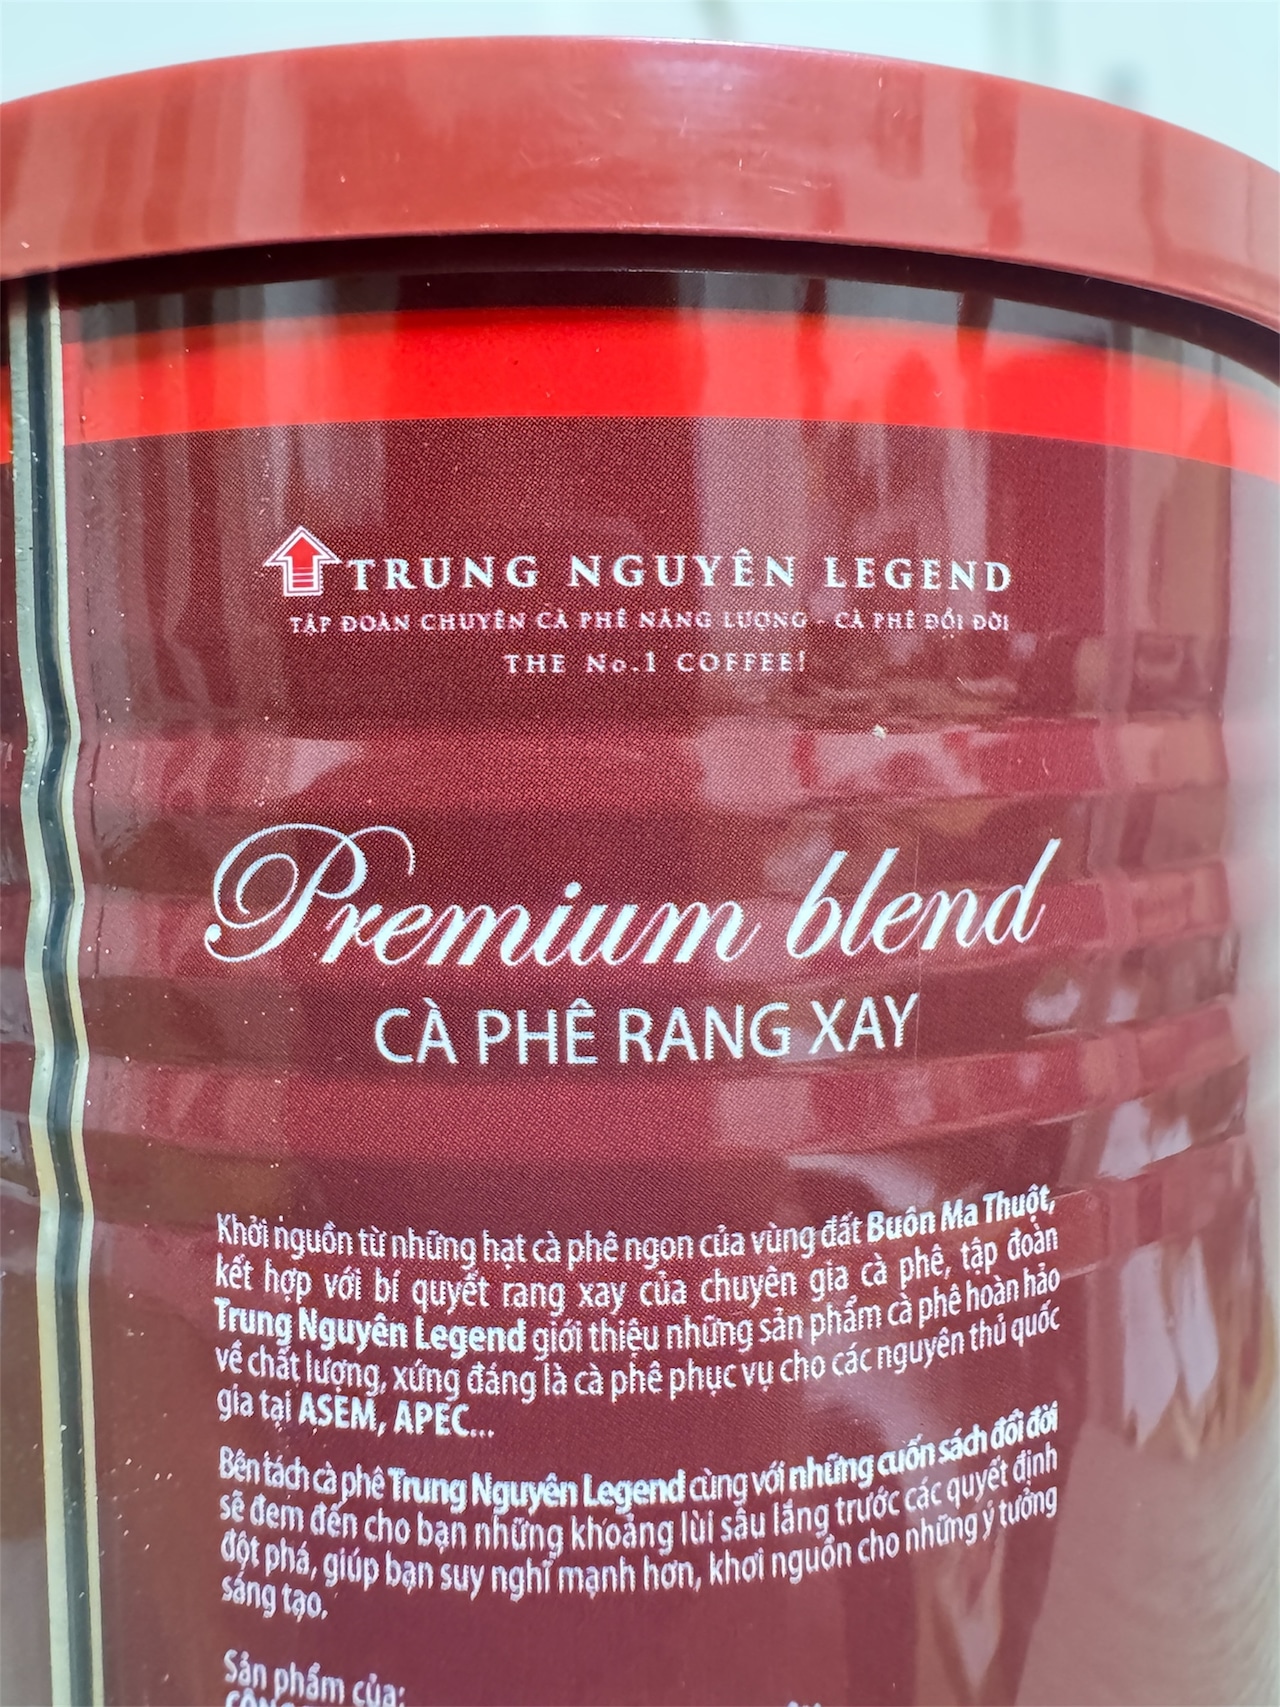 TRUNG NGUYÊN LEGEND
TẬP ĐOÀN CHUYÊN CÀ PHÊ NĂNG LƯỢNG - CÀ PHÊ ĐỔI ĐỜI
THE No.1 COFFEE!
Premium blend
CÀ PHÊ RANG XAY
Khởi nguồn từ những hạt cà phê ngon của vùng đất Buôn Ma Thuột,
kết hợp với bí quyết rang xay của chuyên gia cà phê, tập đoàn
Trung Nguyên Legend giới thiệu những sản phẩm cà phê hoàn hảo
về chất lượng, xứng đáng là cà phê phục vụ cho các nguyên thủ quốc
gia tại ASEM, APEC...
Bên tách cà phê Trung Nguyên Legend cùng với những cuốn sách đổi đời
sẽ đem đến cho bạn những khoảng lùi sâu lắng trước các quyết định
đột phá, giúp bạn suy nghĩ mạnh hơn, khơi nguồn cho những ý tưởng
sáng tạo.
Sản phẩm của: